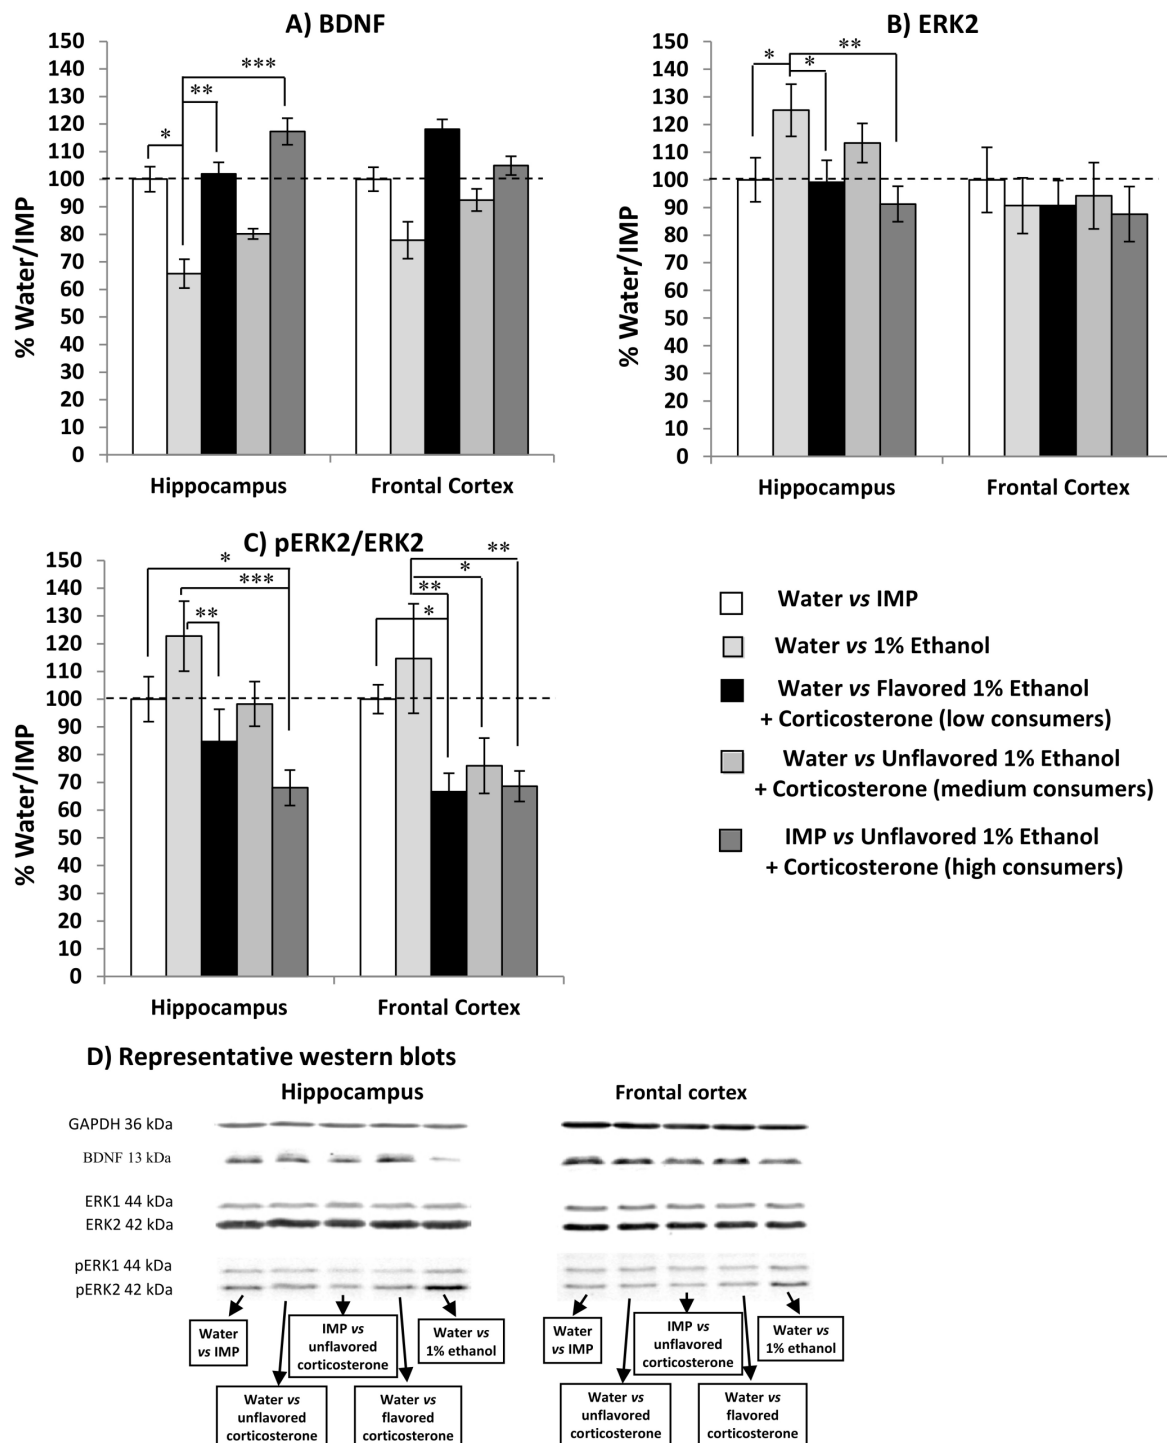 A) BDNF
150
140
130
120
110
100
90
80
70
60
50
40
30
20
10
0
% Water/IMP
*
**
***
Hippocampus
Frontal Cortex
B) ERK2
150
140
130
120
110
100
90
80
70
60
50
40
30
20
10
0
% Water/IMP
*
*
**
Hippocampus
Frontal Cortex
C) pERK2/ERK2
150
140
130
120
110
100
90
80
70
60
50
40
30
20
10
0
% Water/IMP
*
***
**
**
*
**
*
Hippocampus
Frontal Cortex
Water vs IMP
Water vs 1% Ethanol
Water vs Flavored 1% Ethanol
+ Corticosterone (low consumers)
Water vs Unflavored 1% Ethanol
+ Corticosterone (medium consumers)
IMP vs Unflavored 1% Ethanol
+ Corticosterone (high consumers)
D) Representative western blots
Hippocampus
Frontal cortex
GAPDH 36 kDa
BDNF 13 kDa
ERK1 44 kDa
ERK2 42 kDa
pERK1 44 kDa
pERK2 42 kDa
Water
vs IMP
IMP vs
unflavored
corticosterone
Water vs
1% ethanol
Water vs
unflavored
corticosterone
Water vs
flavored
corticosterone
Water
vs IMP
IMP vs
unflavored
corticosterone
Water vs
1% ethanol
Water vs
unflavored
corticosterone
Water vs
flavored
corticosterone